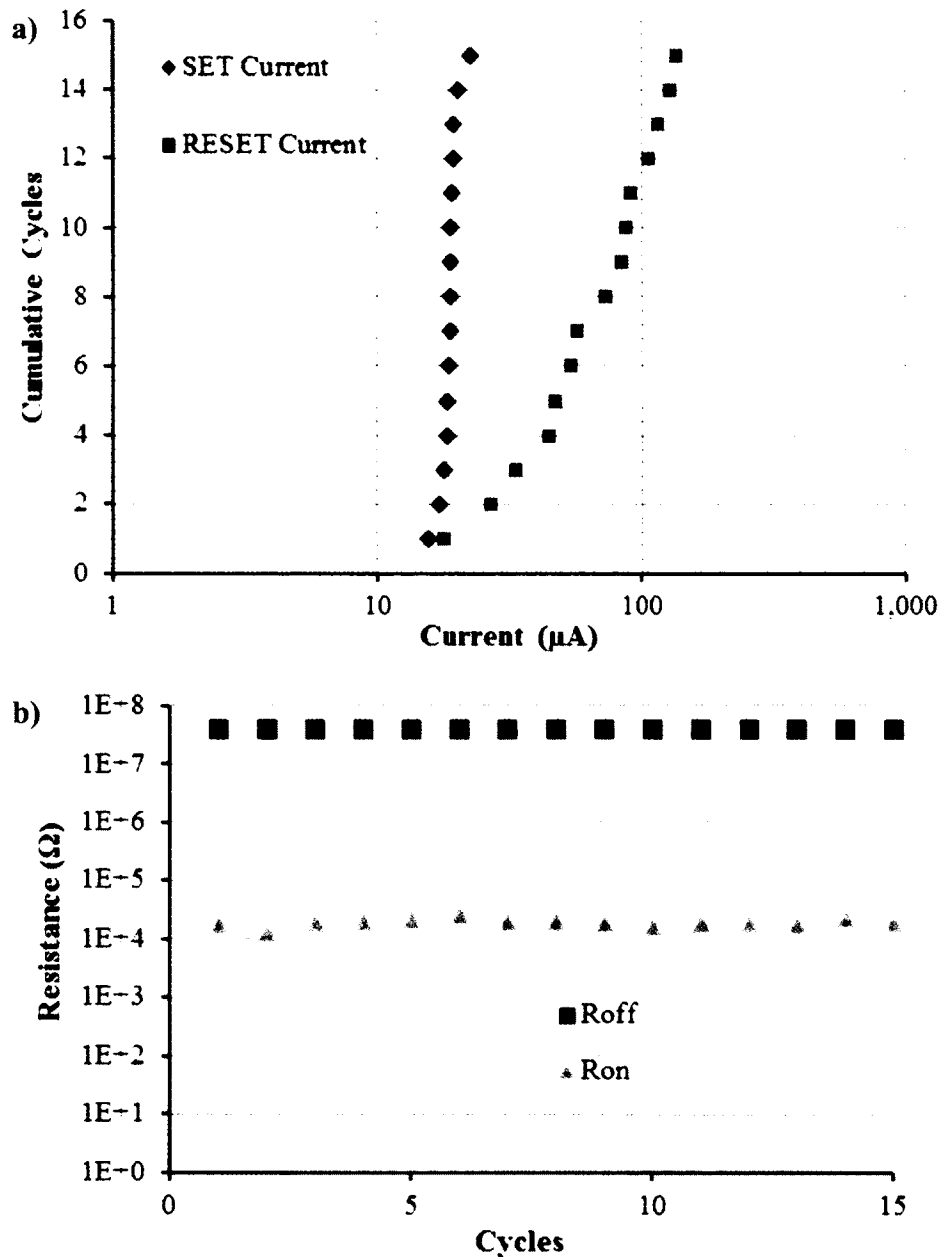 a)
16
14
12
10
8
6
4
2
0
Cumulative Cycles
SET Current
RESET Current
1
10
100
1.000
Current (µA)
b)
1E+8
1E+7
1E+6
1E+5
1E+4
1E+3
1E+2
1E+1
1E+0
Resistance (Ω)
Roff
Ron
0
5
10
15
Cycles